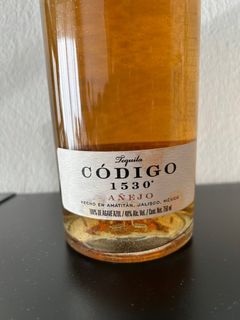 Tequila
CÓDIGO
1530®
AÑEJO
HECHO EN AMATITÁN, JALISCO, MÉXICO
100% DE AGAVE AZUL / 40% Alc. Vol. / Cont. Net. 750 ml